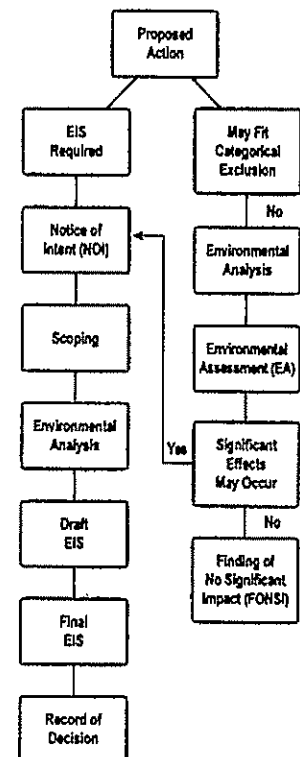 Proposed
Action
EIS
Required
Notice of
Intent (NOI)
Scoping
Environmental
Analysis
Draft
EIS
Final
EIS
Record of
Decision
May Fit
Categorical
Exclusion
No
Environmental
Analysis
Environmental
Assessment (EA)
Yes
Significant
Effects
May Occur
No
Finding of
No Significant
Impact (FONSI)